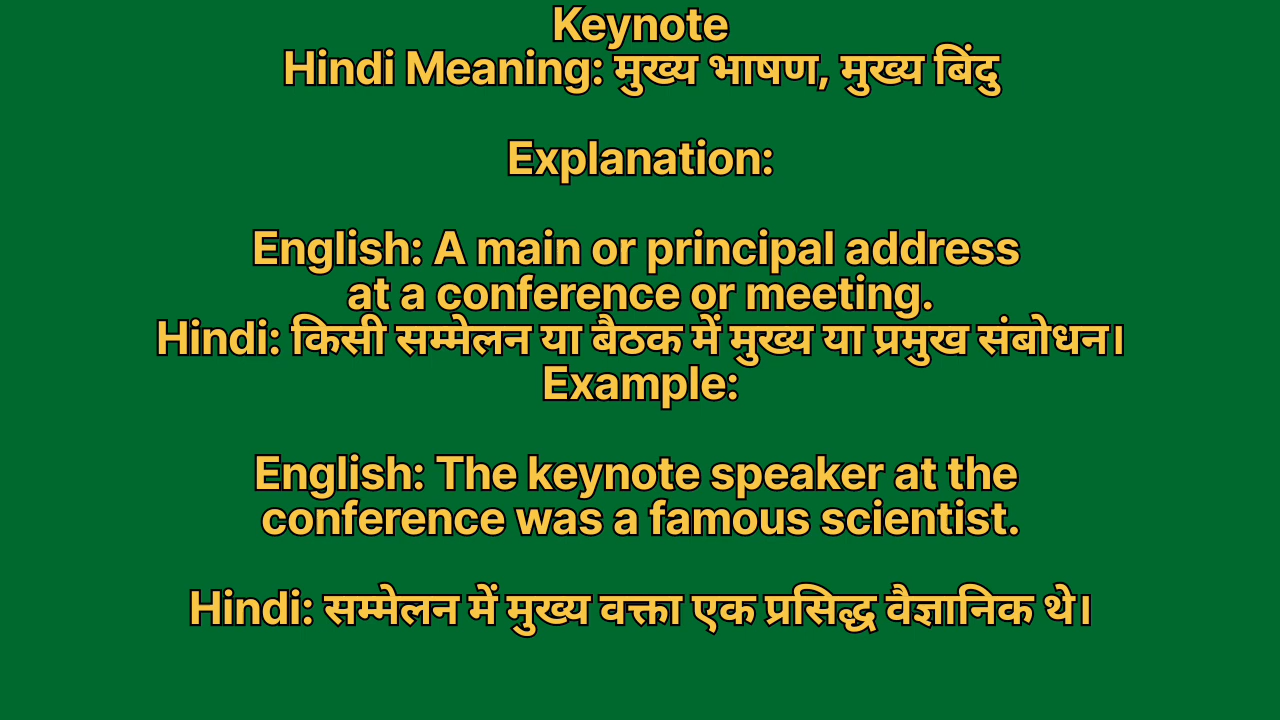 Keynote
Hindi Meaning: मुख्य भाषण, मुख्य बिंदु
Explanation:
English: A main or principal address
at a conference or meeting.
Hindi: किसी सम्मेलन या बैठक में मुख्य या प्रमुख संबोधन।
Example:
English: The keynote speaker at the
conference was a famous scientist.
Hindi: सम्मेलन में मुख्य वक्ता एक प्रसिद्ध वैज्ञानिक थे।